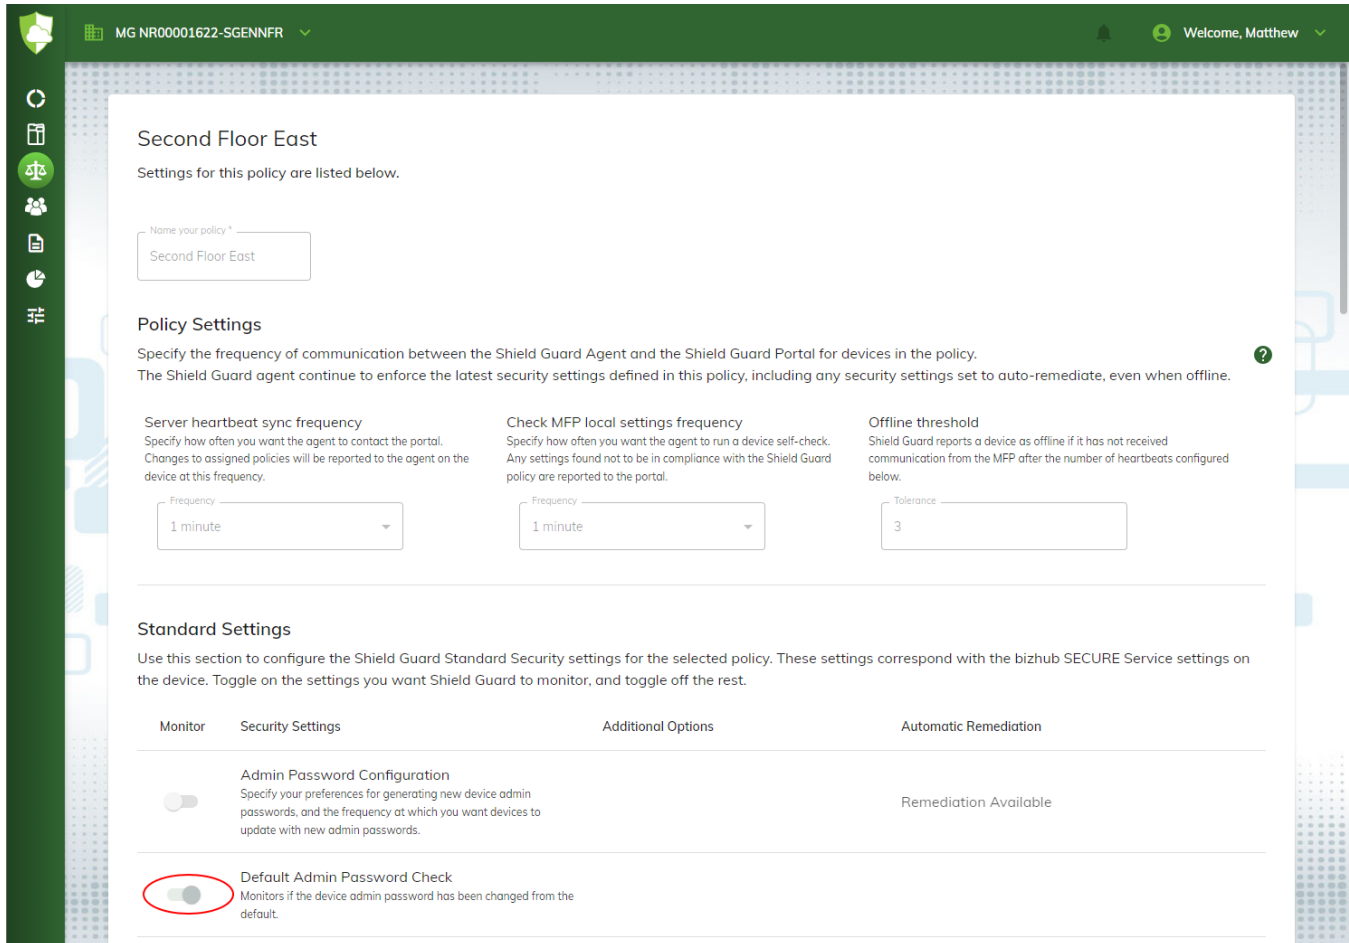 MG NR00001622-SGENNFR
Welcome, Matthew
Second Floor East
Settings for this policy are listed below.
Name your policy *
Second Floor East
Policy Settings
Specify the frequency of communication between the Shield Guard Agent and the Shield Guard Portal for devices in the policy.
The Shield Guard agent continue to enforce the latest security settings defined in this policy, including any security settings set to auto-remediate, even when offline.
?
Server heartbeat sync frequency
Specify how often you want the agent to contact the portal.
Changes to assigned policies will be reported to the agent on the
device at this frequency.
Frequency
1 minute
Check MFP local settings frequency
Specify how often you want the agent to run a device self-check.
Any settings found not to be in compliance with the Shield Guard
policy are reported to the portal.
Frequency
1 minute
Offline threshold
Shield Guard reports a device as offline if it has not received
communication from the MFP after the number of heartbeats configured
below.
Tolerance
3
Standard Settings
Use this section to configure the Shield Guard Standard Security settings for the selected policy. These settings correspond with the bizhub SECURE Service settings on
the device. Toggle on the settings you want Shield Guard to monitor, and toggle off the rest.
Monitor Security Settings Additional Options Automatic Remediation
Admin Password Configuration
Specify your preferences for generating new device admin
passwords, and the frequency at which you want devices to
update with new admin passwords.
Remediation Available
Default Admin Password Check
Monitors if the device admin password has been changed from the
default.